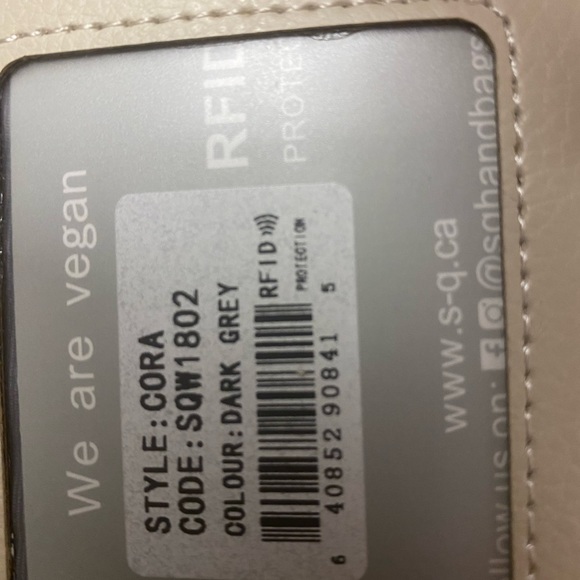 We are vegan
STYLE:CORA
CODE:SQW1802
COLOUR:DARK GREY
RFID
PROTECTION
6 40852 90841 5
RFID
www.s-q.ca
@sqhandbags